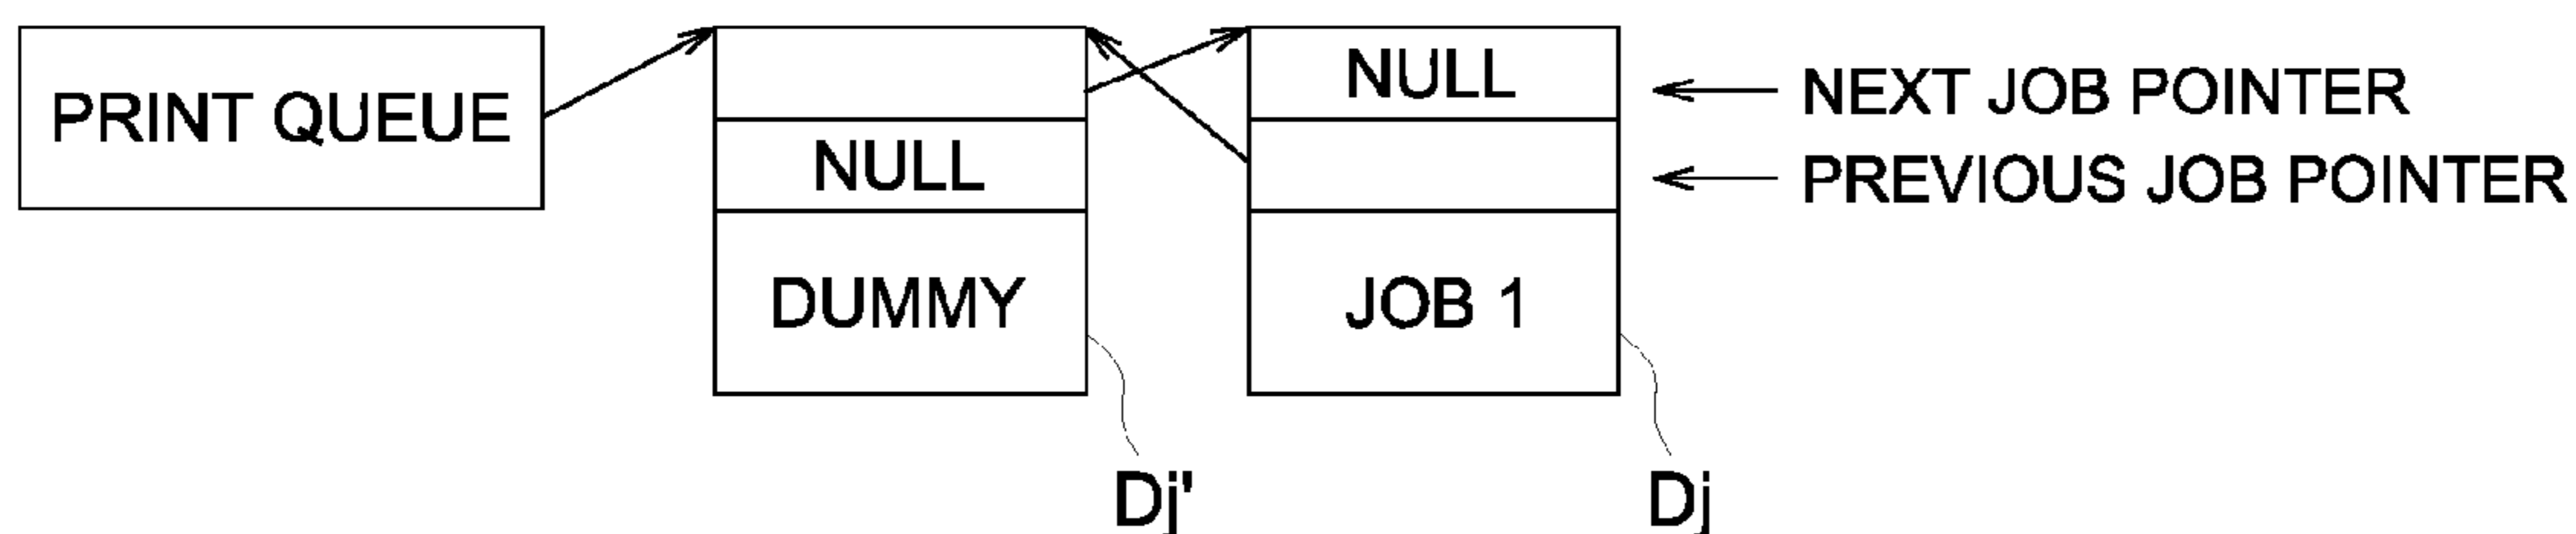 PRINT QUEUE
NULL
DUMMY
NULL
JOB 1
NEXT JOB POINTER
PREVIOUS JOB POINTER
Dj'
Dj